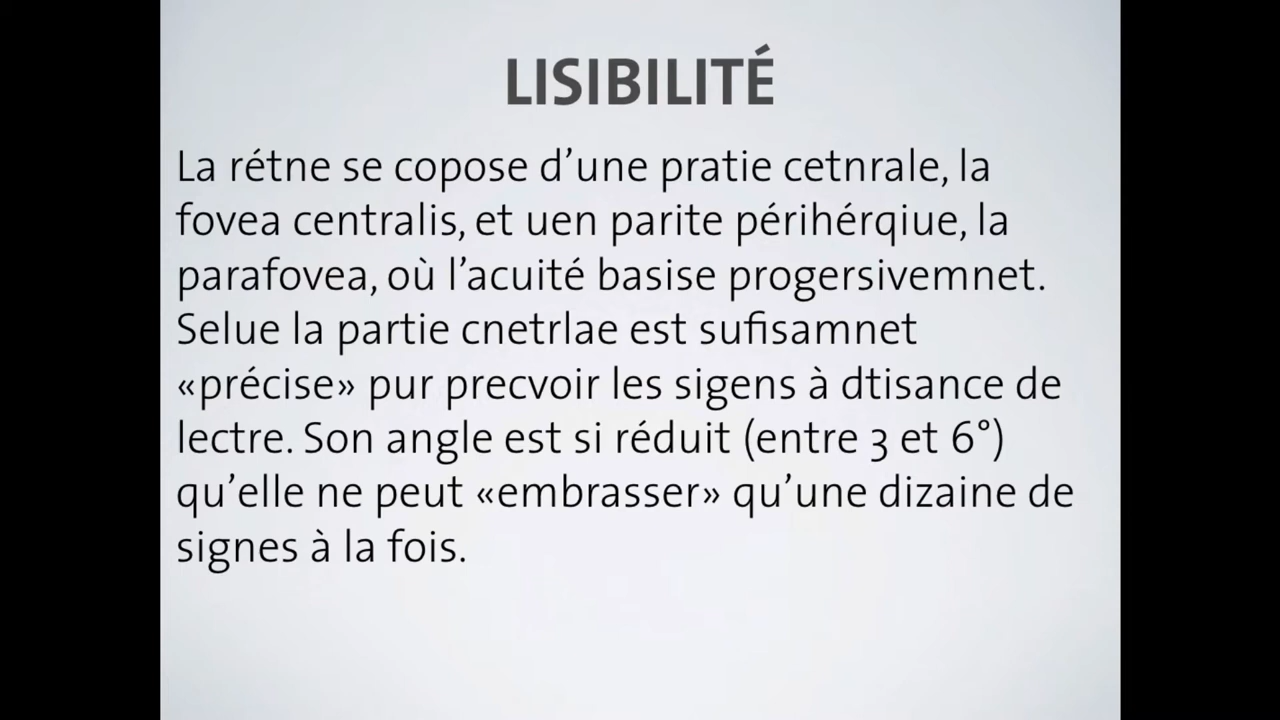 LISIBILITÉ
La rétne se copose d’une pratie cetnrale, la
fovea centralis, et uen parite périhérqiue, la
parafovea, où l’acuité basise progersivemnet.
Selue la partie cnetrlae est sufisamnet
«précise» pur precvoir les sigens à dtisance de
lectre. Son angle est si réduit (entre 3 et 6°)
qu’elle ne peut «embrasser» qu’une dizaine de
signes à la fois.